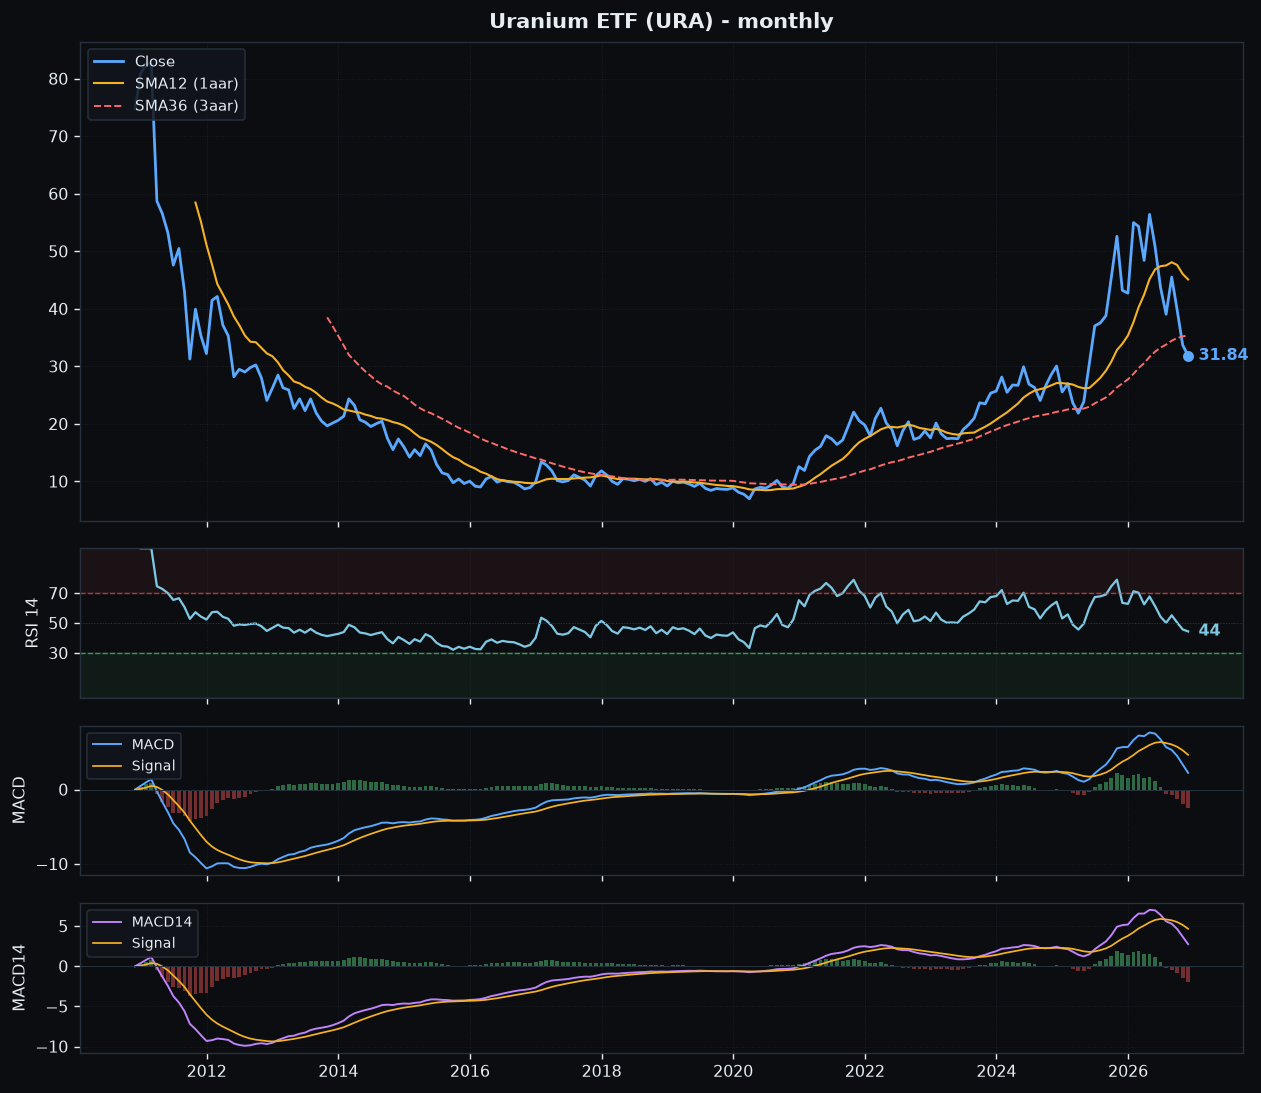 Uranium ETF (URA) - monthly
Close
SMA12 (1aar)
SMA36 (3aar)
80
70
60
50
40
30
20
10
31.84
RSI 14
70
50
30
44
MACD
MACD
Signal
0
−10
MACD14
MACD14
Signal
5
0
−5
−10
2012 2014 2016 2018 2020 2022 2024 2026